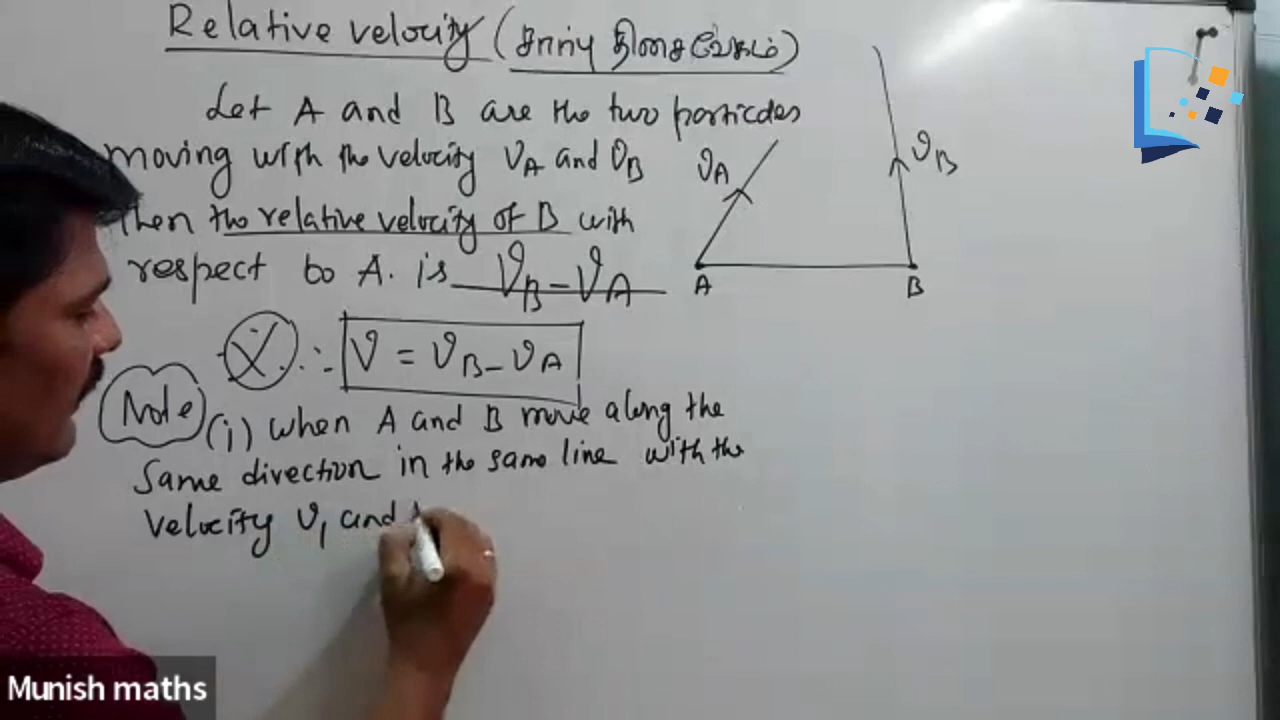 Relative velocity (சார்பு திசைவேகம்)
Let A and B are the two particles
moving with the velocity VA and VB
Then the relative velocity of B with
respect to A. is VB - VA
∴ V = VB - VA
Note (i) when A and B move along the
Same direction in the same line with the
Velocity V1 and
VA
VB
A
B
Munish maths